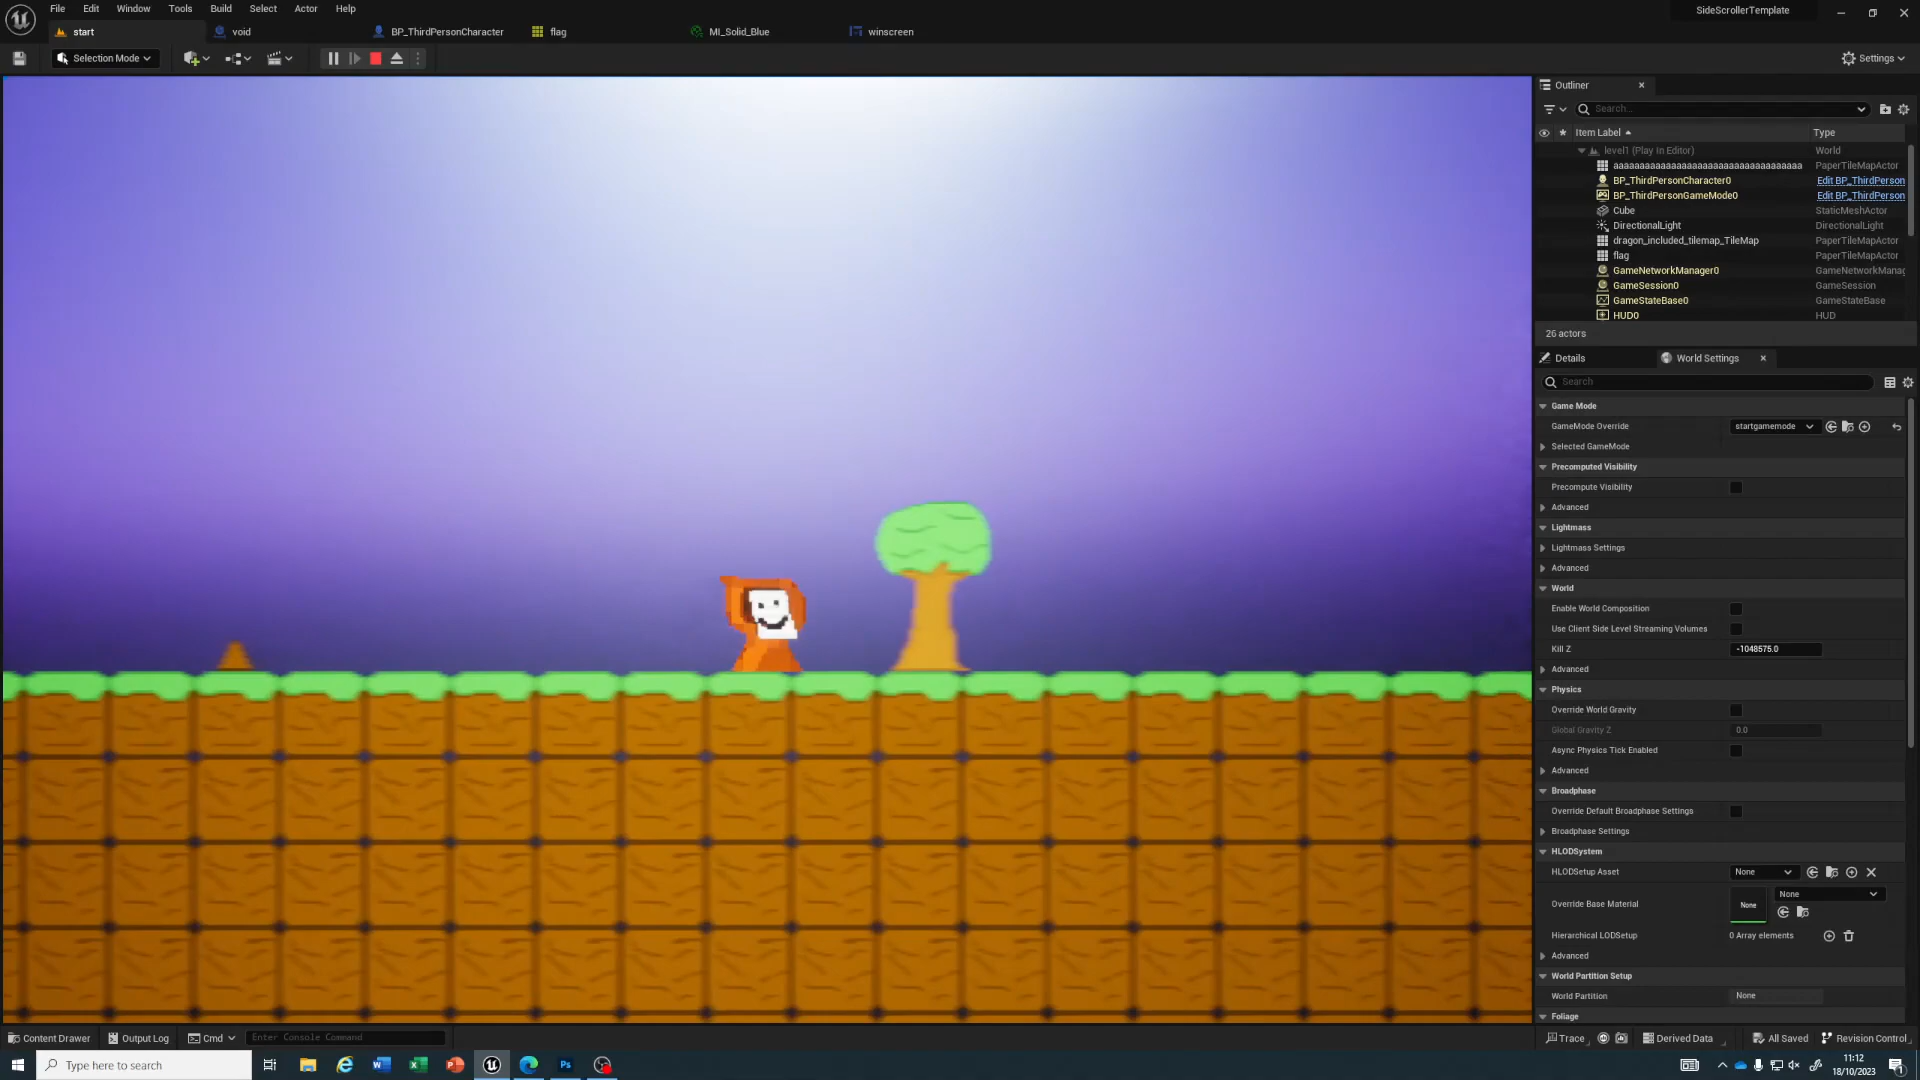 File Edit Window Tools Build Select Actor Help
SideScrollerTemplate
start
void
BP_ThirdPersonCharacter
flag
MI_Solid_Blue
winscreen
Selection Mode
Settings
Outliner
Search...
Item Label
Type
level1 (Play In Editor) World
PaperTileMapActor
BP_ThirdPersonCharacter0 Edit BP_ThirdPerson
BP_ThirdPersonGameMode0 Edit BP_ThirdPerson
Cube StaticMeshActor
DirectionalLight DirectionalLight
dragon_included_tilemap_TileMap PaperTileMapActor
flag PaperTileMapActor
GameNetworkManager0 GameNetworkManag
GameSession0 GameSession
GameStateBase0 GameStateBase
HUD0 HUD
26 actors
Details
World Settings
Search
Game Mode
GameMode Override startgamemode
Selected GameMode
Precomputed Visibility
Precompute Visibility
Advanced
Lightmass
Lightmass Settings
Advanced
World
Enable World Composition
Use Client Side Level Streaming Volumes
Kill Z -1048575.0
Advanced
Physics
Override World Gravity
Global Gravity Z 0.0
Async Physics Tick Enabled
Advanced
Broadphase
Override Default Broadphase Settings
Broadphase Settings
HLODSystem
HLODSetup Asset None
None
Override Base Material None
Hierarchical LODSetup 0 Array elements
Advanced
World Partition Setup
World Partition None
Foliage
Content Drawer
Output Log
Cmd
Enter Console Command
Trace
Derived Data
All Saved
Revision Control
Type here to search
11:12
18/10/2023